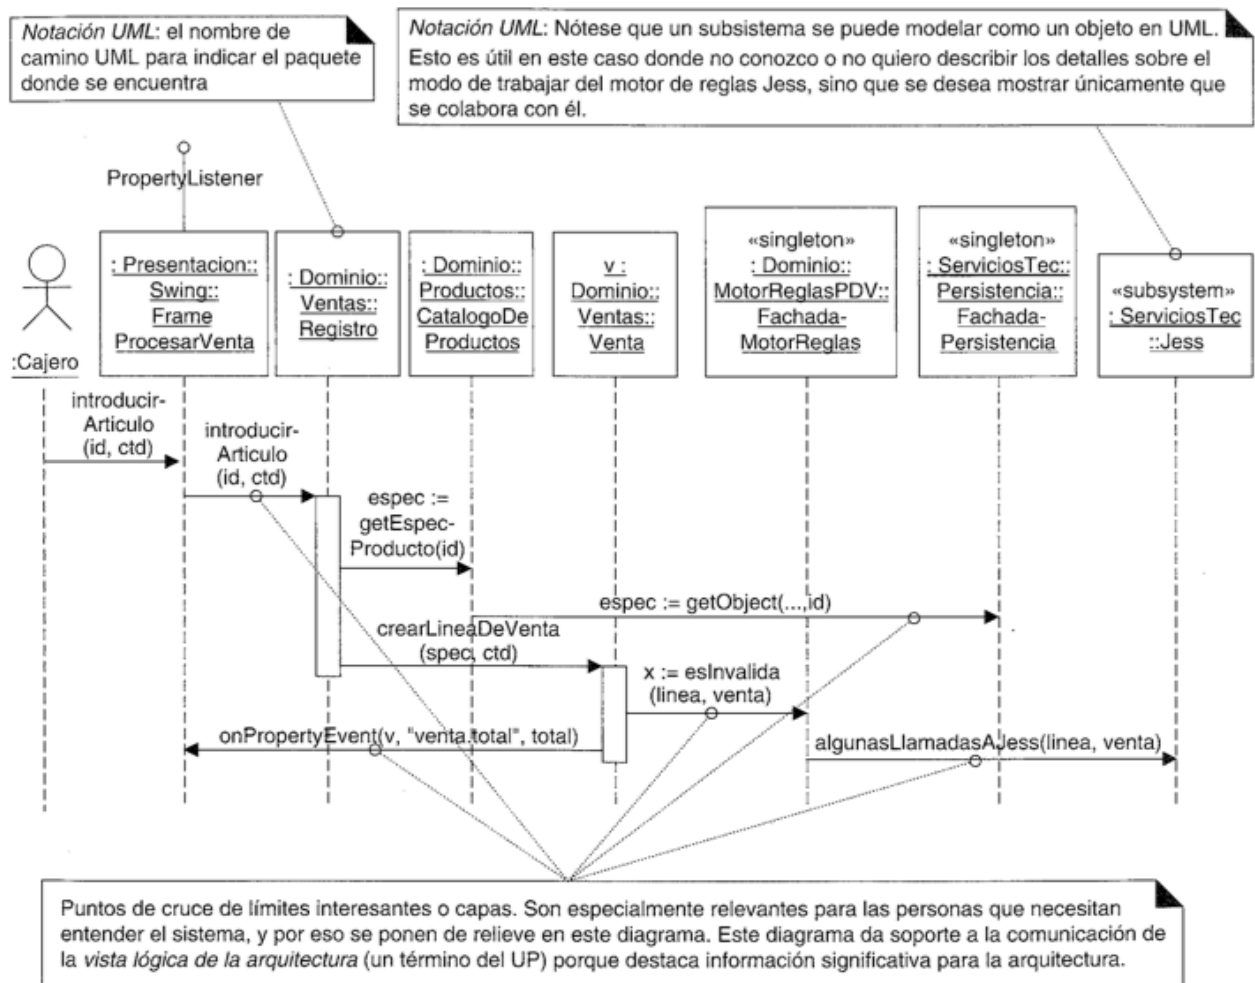 Notación UML: el nombre de
camino UML para indicar el paquete
donde se encuentra
Notación UML: Nótese que un subsistema se puede modelar como un objeto en UML.
Esto es útil en este caso donde no conozco o no quiero describir los detalles sobre el
modo de trabajar del motor de reglas Jess, sino que se desea mostrar únicamente que
se colabora con él.
PropertyListener
:Cajero
: Presentacion::
Swing::
Frame
ProcesarVenta
: Dominio::
Ventas::
Registro
: Dominio::
Productos::
CatalogoDe
Productos
v :
Dominio::
Ventas::
Venta
«singleton»
: Dominio::
MotorReglasPDV::
Fachada-
MotorReglas
«singleton»
: ServiciosTec::
Persistencia::
Fachada-
Persistencia
«subsystem»
: ServiciosTec
::Jess
introducir-
Articulo
(id, ctd)
introducir-
Articulo
(id, ctd)
espec :=
getEspec-
Producto(id)
espec := getObject(...,id)
crearLineaDeVenta
(spec, ctd)
x := esInvalida
(linea, venta)
onPropertyEvent(v, "venta.total", total)
algunasLlamadasAJess(linea, venta)
Puntos de cruce de límites interesantes o capas. Son especialmente relevantes para las personas que necesitan
entender el sistema, y por eso se ponen de relieve en este diagrama. Este diagrama da soporte a la comunicación de
la vista lógica de la arquitectura (un término del UP) porque destaca información significativa para la arquitectura.